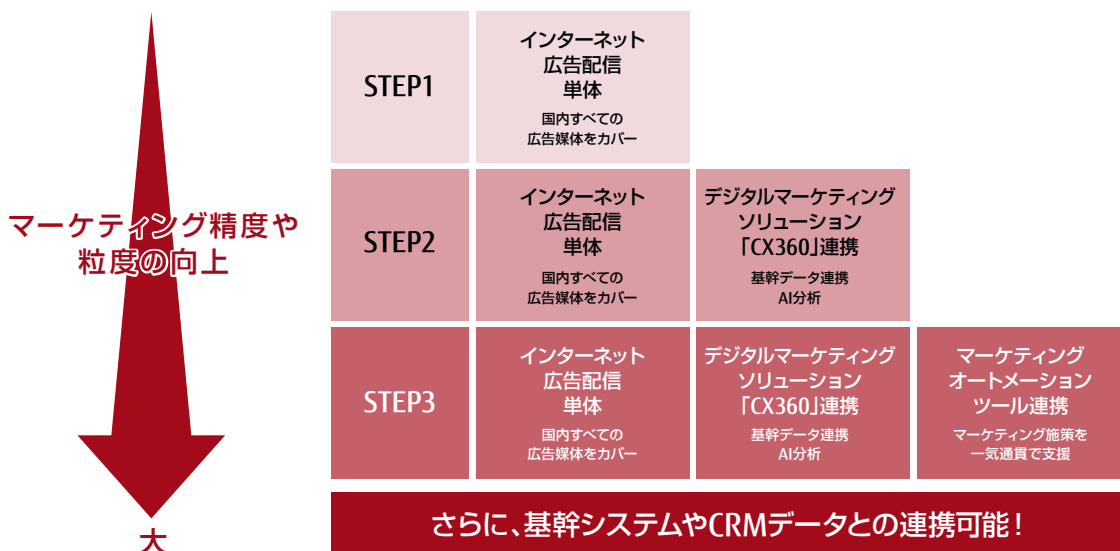 マーケティング精度や
粒度の向上
大
STEP1
インターネット
広告配信
単体
国内すべての
広告媒体をカバー
STEP2
インターネット
広告配信
単体
国内すべての
広告媒体をカバー
デジタルマーケティング
ソリューション
「CX360」連携
基幹データ連携
AI分析
STEP3
インターネット
広告配信
単体
国内すべての
広告媒体をカバー
デジタルマーケティング
ソリューション
「CX360」連携
基幹データ連携
AI分析
マーケティング
オートメーション
ツール連携
マーケティング施策を
一気通貫で支援
さらに、基幹システムやCRMデータとの連携可能！